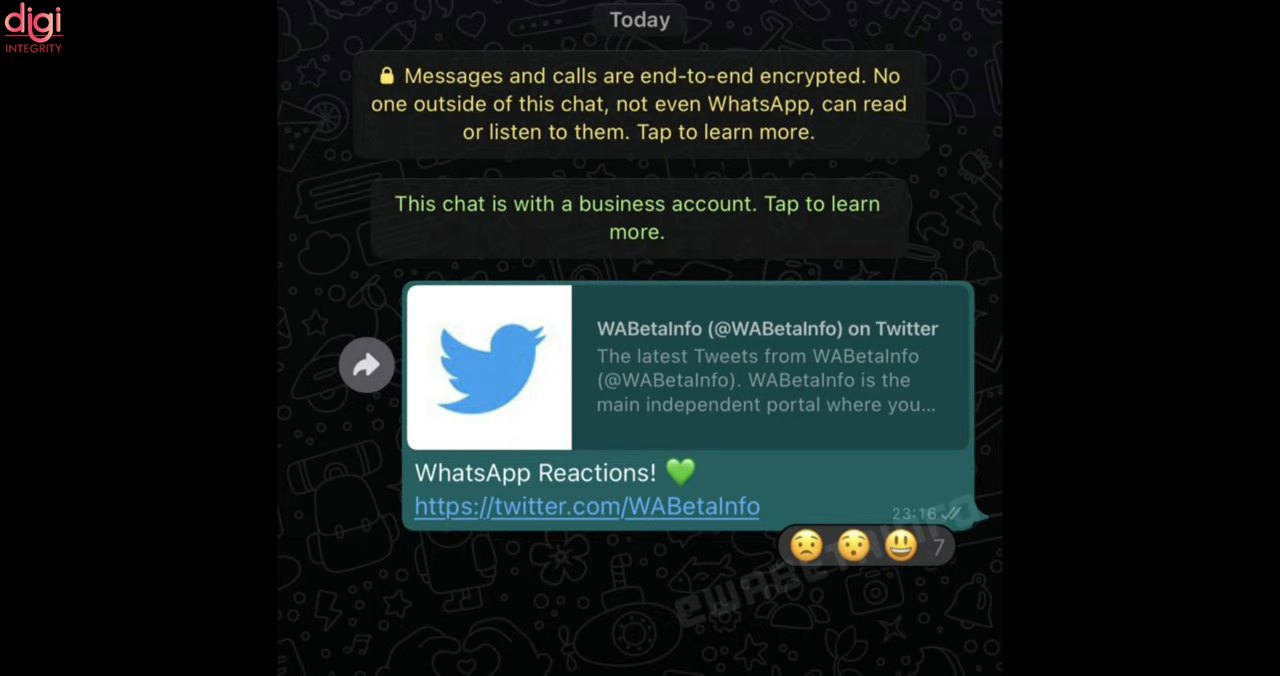 digi
INTEGRITY
Today
🔒 Messages and calls are end-to-end encrypted. No
one outside of this chat, not even WhatsApp, can read
or listen to them. Tap to learn more.
This chat is with a business account. Tap to learn
more.
WABetaInfo (@WABetaInfo) on Twitter
The latest Tweets from WABetaInfo
(@WABetaInfo). WABetaInfo is the
main independent portal where you...
WhatsApp Reactions! 💚
https://twitter.com/WABetaInfo
23:16
😟 😯 😃 7
@WABETAINFO